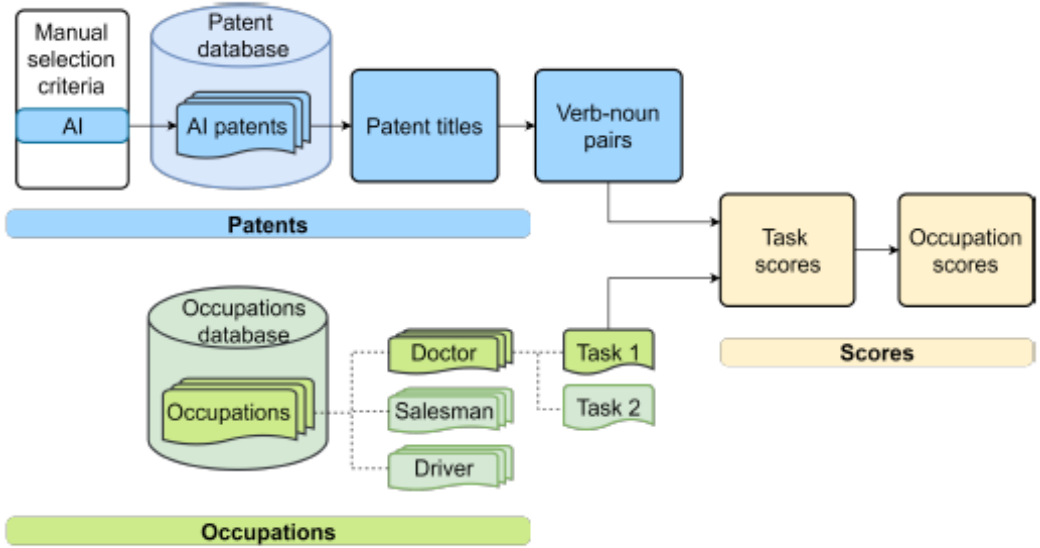 Manual
selection
criteria
AI
Patent
database
AI patents
Patent titles
Verb-noun
pairs
Patents
Task
scores
Occupation
scores
Scores
Occupations
database
Occupations
Doctor
Salesman
Driver
Task 1
Task 2
Occupations